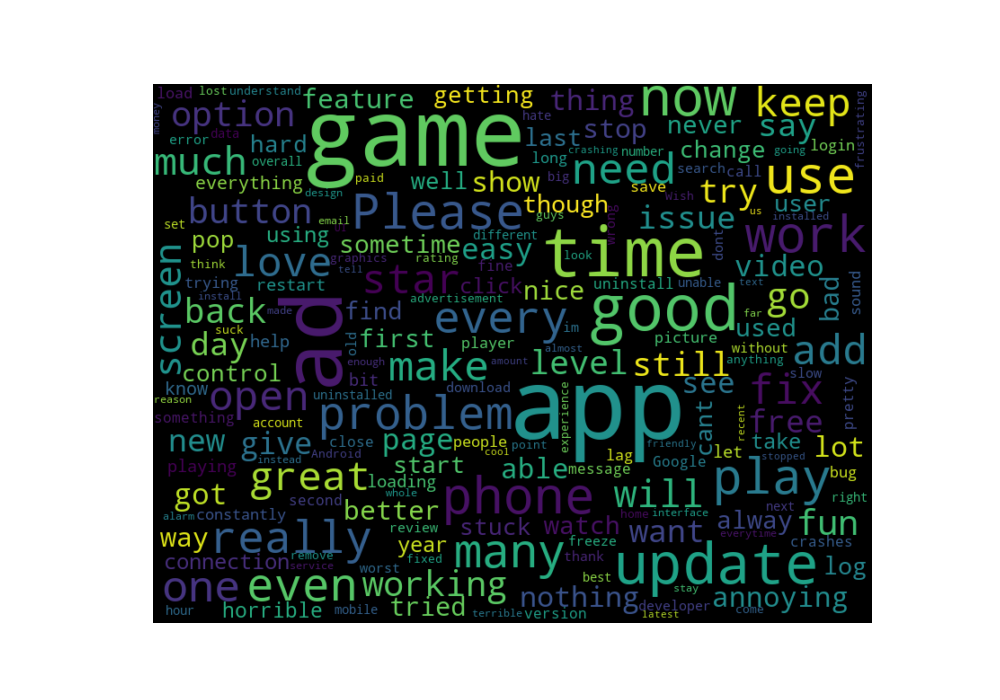 load lost understand feature getting thing now keep
money option game hate say frustrating
error data hard last stop never change login
much overall long crashing number going
everything well show need search call use
button paid big save wish try user
set email design Please though guys issue us installed
pop using UI sometime different easy wrong dont work
think love graphics rating fine look time video
trying restart tell star click nice uninstall unable text sound
screen install made ad advertisement good go bad
back find every im picture far used
suck day help old first player almost without add
control enough bit make amount level still anything slow
know uninstalled download experience see fix pretty
reason open problem app recent free
something account people point cant
new give close Android page cool friendly let take lot
playing instead start able message lag Google bug
great loading stopped play right
got second whole phone will home interface next
alarm constantly better stuck watch want everytime alway fun
way really review year many freeze crashes
connection remove fixed thank update log
service worst best stay
one even working nothing annoying
hour horrible mobile tried terrible version developer latest come